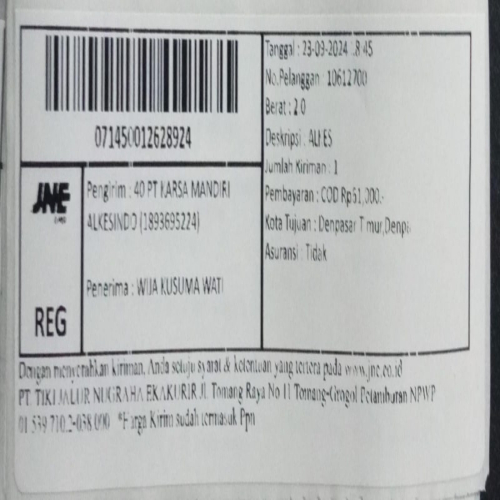 071450012628924
Tanggal : 23-09-2024 18:45
No.Pelanggan : 10612700
Berat : 2.0
Deskripsi : ALKES
Jumlah Kiriman : 1
Pembayaran : COD Rp51,000.-
Kota Tujuan : Denpasar Timur,Denpa
Asuransi : Tidak
JNE
REG
Pengirim : 40 PT KARSA MANDIRI
ALKESINDO (1893695224)
Penerima : WIJA KUSUMA WATI
Dengan menyerahkan kiriman, Anda setuju syarat & ketentuan yang tertera pada www.jne.co.id
PT. TIKI JALUR NUGRAHA EKAKURIR Jl. Tomang Raya No 11 Tomang-Grogol Petamburan NPWP
01.539.710.2-038.000 *Harga Kirim sudah termasuk Ppn